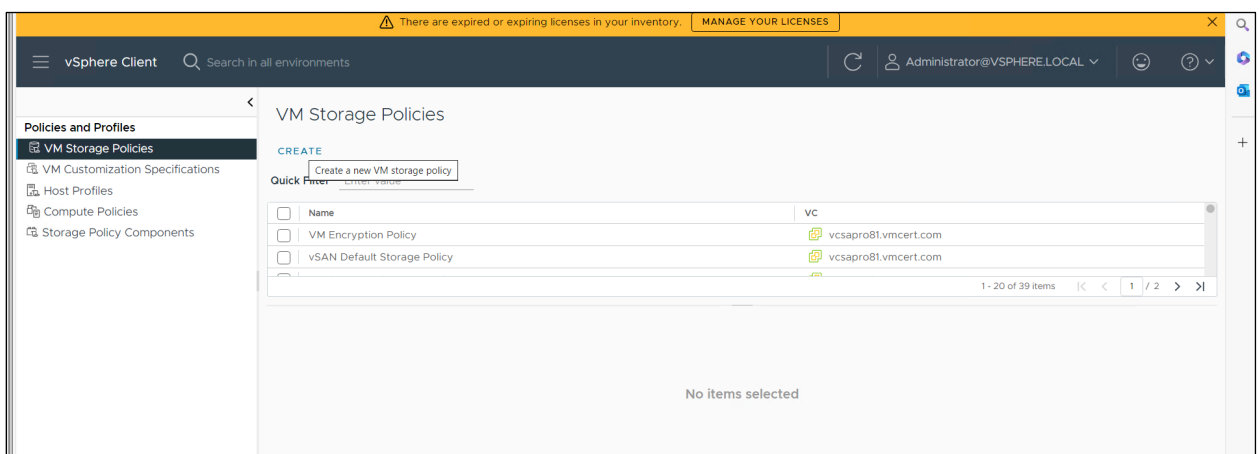 There are expired or expiring licenses in your inventory. MANAGE YOUR LICENSES
vSphere Client Search in all environments Administrator@VSPHERE.LOCAL
Policies and Profiles
VM Storage Policies
VM Customization Specifications
Host Profiles
Compute Policies
Storage Policy Components
VM Storage Policies
CREATE
Create a new VM storage policy
Quick Filter Enter value
Name VC
VM Encryption Policy vcsapro81.vmcert.com
vSAN Default Storage Policy vcsapro81.vmcert.com
1 - 20 of 39 items 1 / 2
No items selected